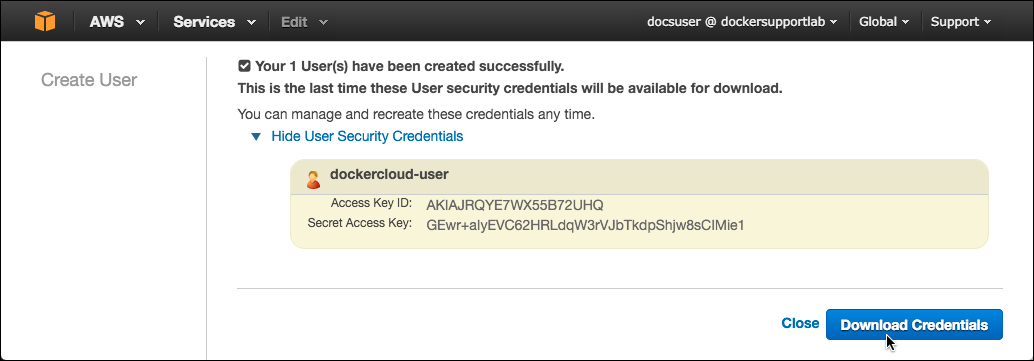 AWS Services Edit docsuser @ dockersupportlab Global Support
Create User
Your 1 User(s) have been created successfully.
This is the last time these User security credentials will be available for download.
You can manage and recreate these credentials any time.
Hide User Security Credentials
dockercloud-user
Access Key ID: AKIAJRQYE7WX55B72UHQ
Secret Access Key: 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
Close Download Credentials